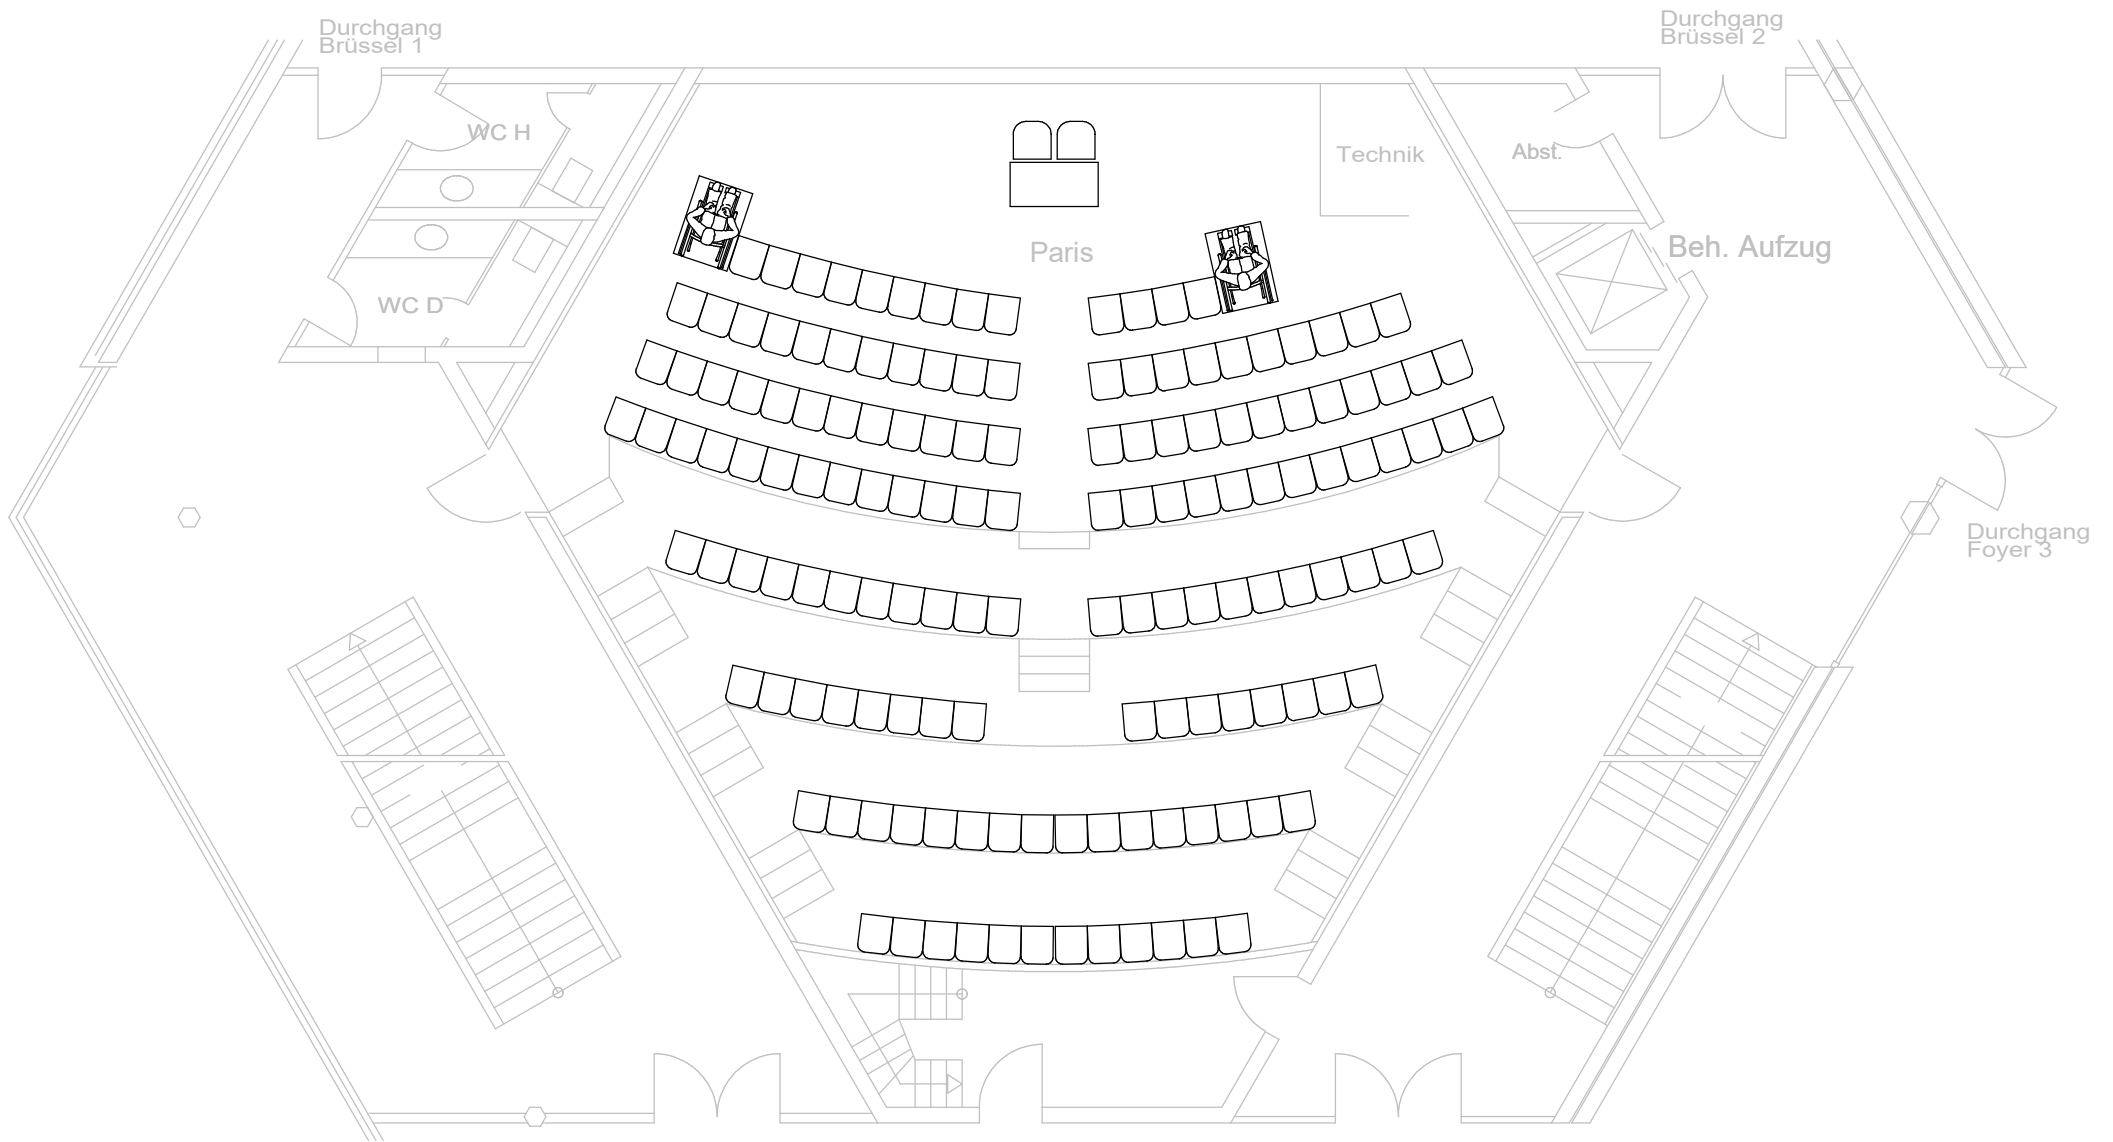 Durchgang
Brüssel 1
Durchgang
Brüssel 2
WC H
Technik
Abst.
Paris
Beh. Aufzug
WC D
Durchgang
Foyer 3